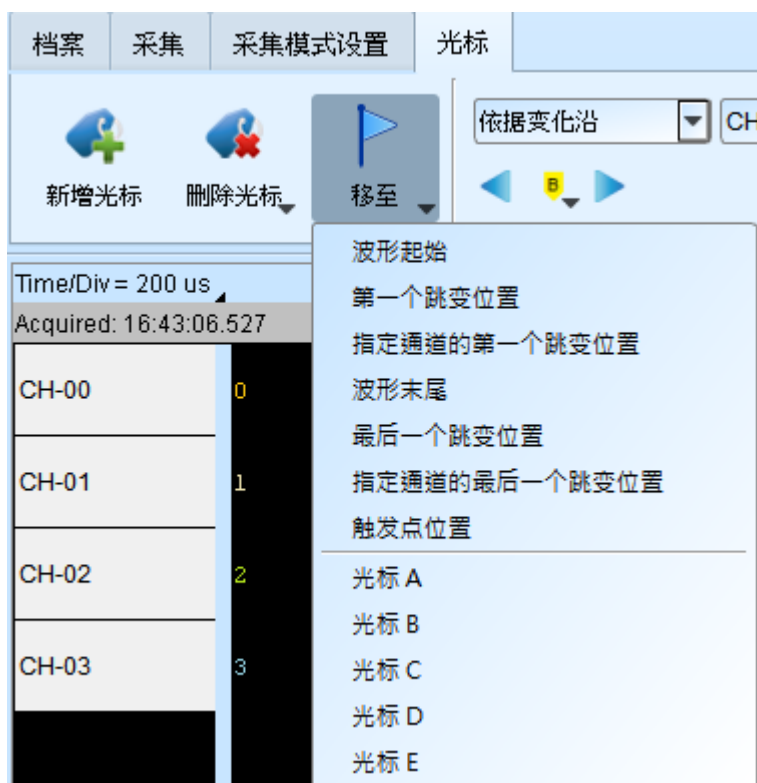 档案 采集 采集模式设置 光标
新增光标 删除光标 移至
依据变化沿 CH
B
Time/Div = 200 us
Acquired: 16:43:06.527
CH-00 0
CH-01 1
CH-02 2
CH-03 3
波形起始
第一个跳变位置
指定通道的第一个跳变位置
波形末尾
最后一个跳变位置
指定通道的最后一个跳变位置
触发点位置
光标 A
光标 B
光标 C
光标 D
光标 E